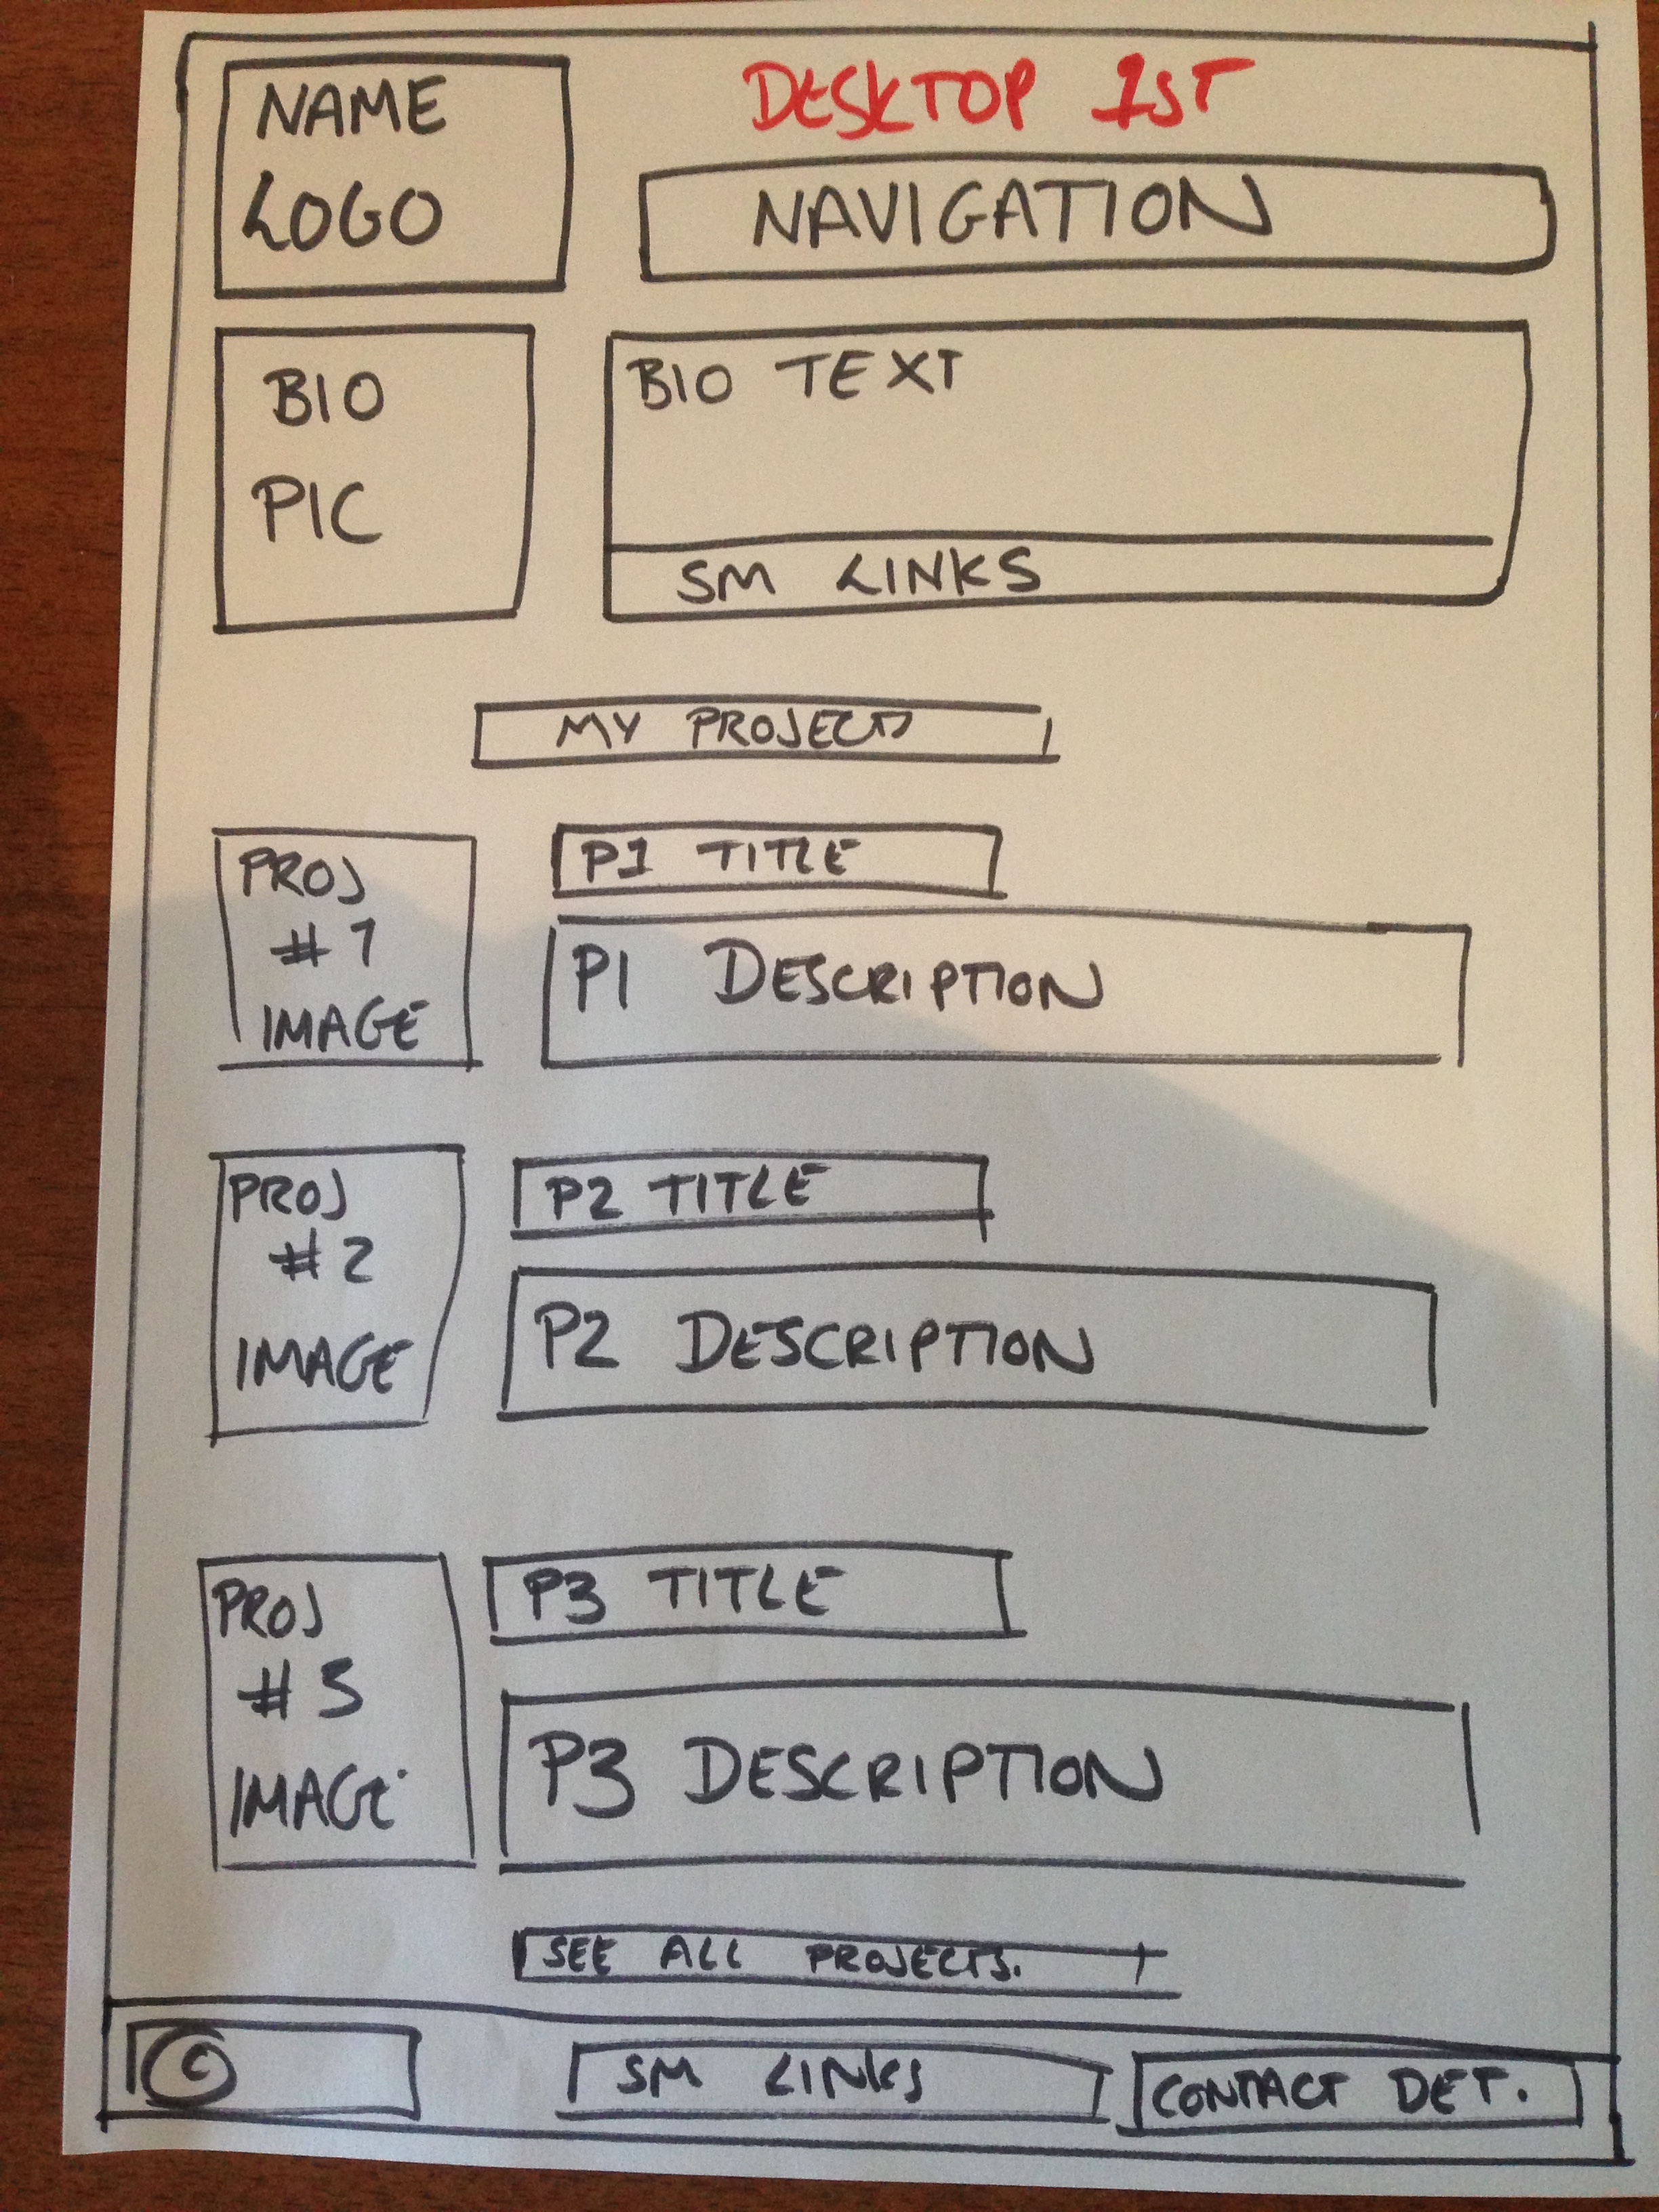 DESKTOP 1ST
NAME
LOGO
NAVIGATION
BIO
PIC
BIO TEXT
SM LINKS
MY PROJECTS
PROJ
#1
IMAGE
P1 TITLE
P1 DESCRIPTION
PROJ
#2
IMAGE
P2 TITLE
P2 DESCRIPTION
PROJ
#3
IMAGE
P3 TITLE
P3 DESCRIPTION
SEE ALL PROJECTS.
©
SM LINKS
CONTACT DET.